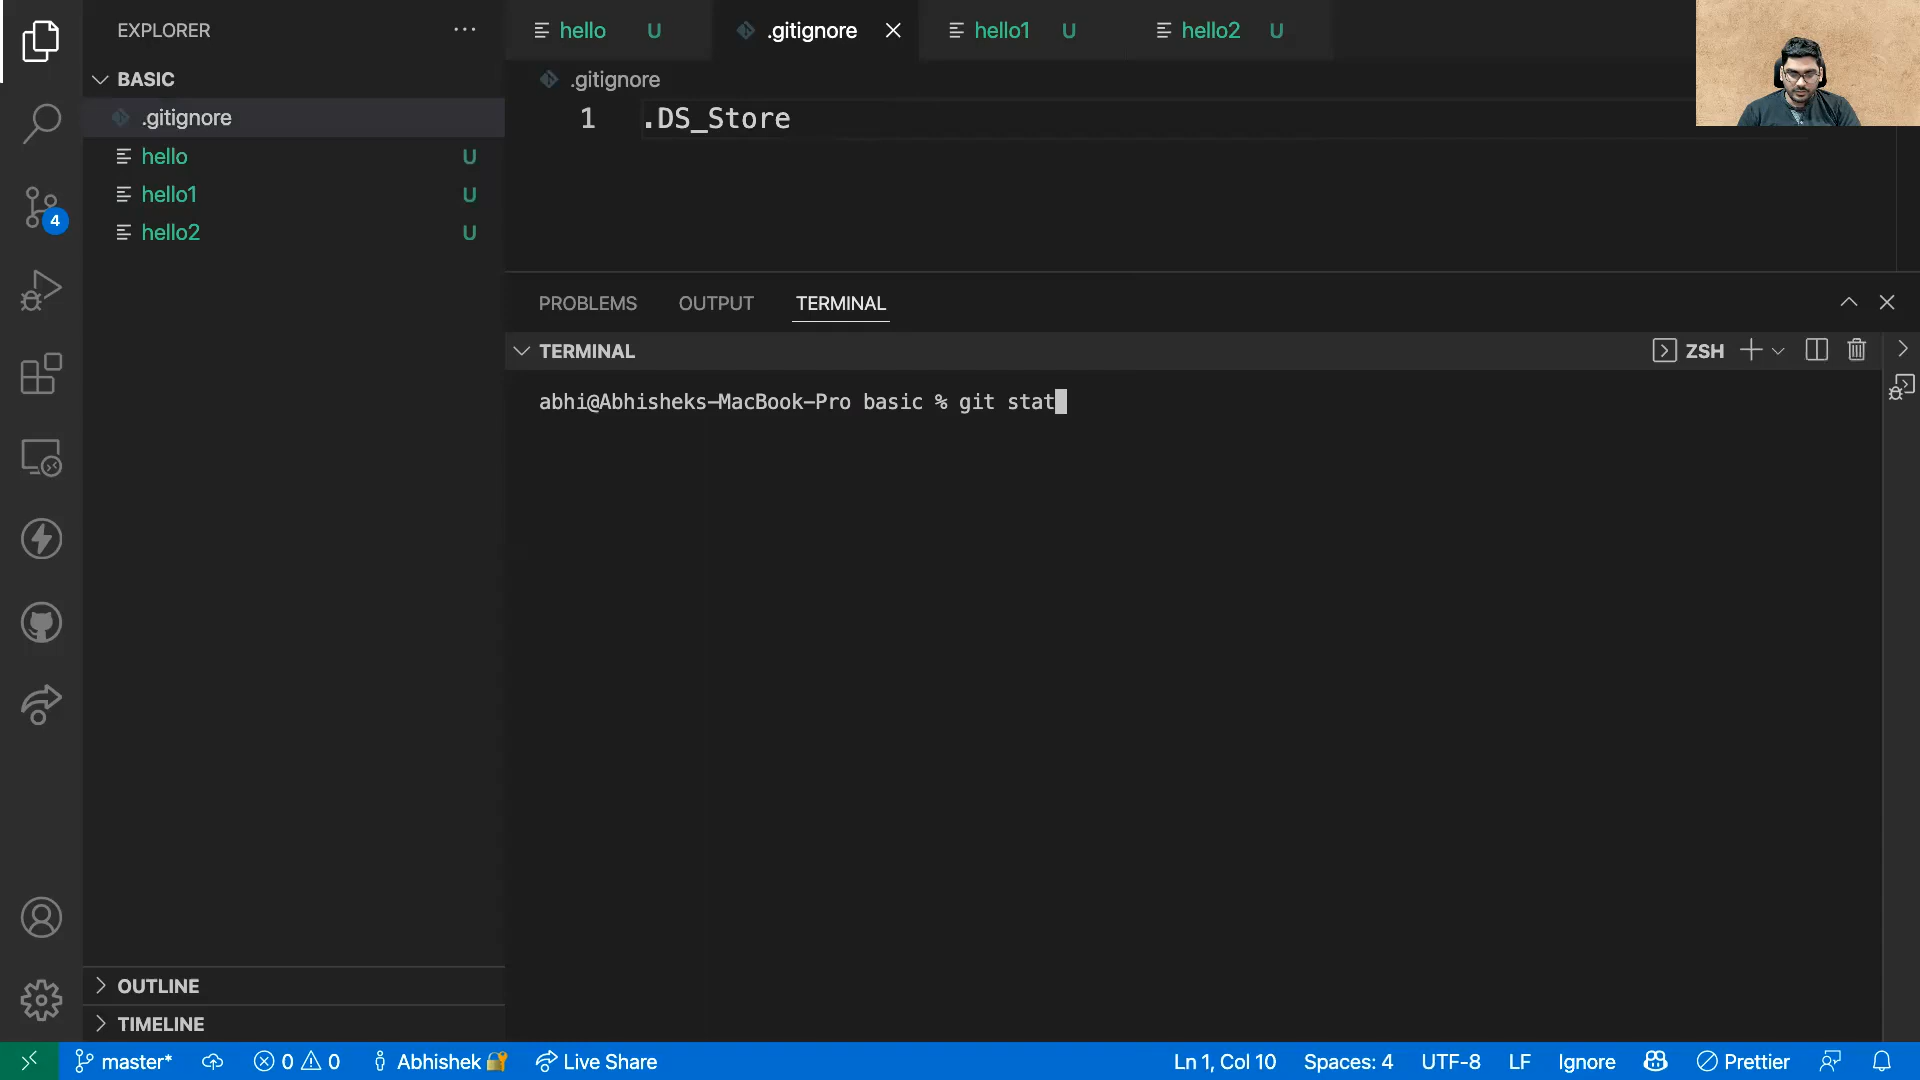 EXPLORER
BASIC
.gitignore
hello U
hello1 U
hello2 U
4
hello U
.gitignore
hello1 U
hello2 U
.gitignore
1 .DS_Store
PROBLEMS OUTPUT TERMINAL
TERMINAL
ZSH
abhi@Abhisheks-MacBook-Pro basic % git stat
OUTLINE
TIMELINE
master* 0 0 Abhishek Live Share Ln 1, Col 10 Spaces: 4 UTF-8 LF Ignore Prettier